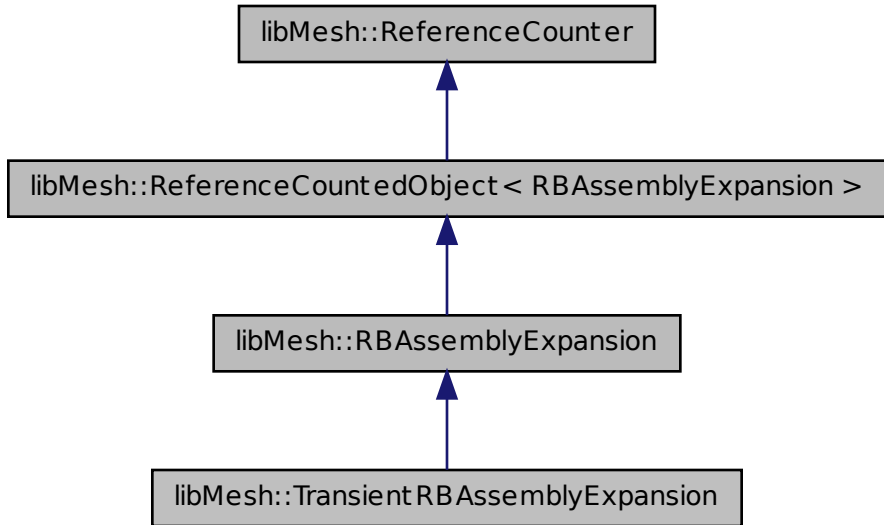 libMesh::ReferenceCounter
libMesh::ReferenceCountedObject< RBAssemblyExpansion >
libMesh::RBAssemblyExpansion
libMesh::TransientRBAssemblyExpansion